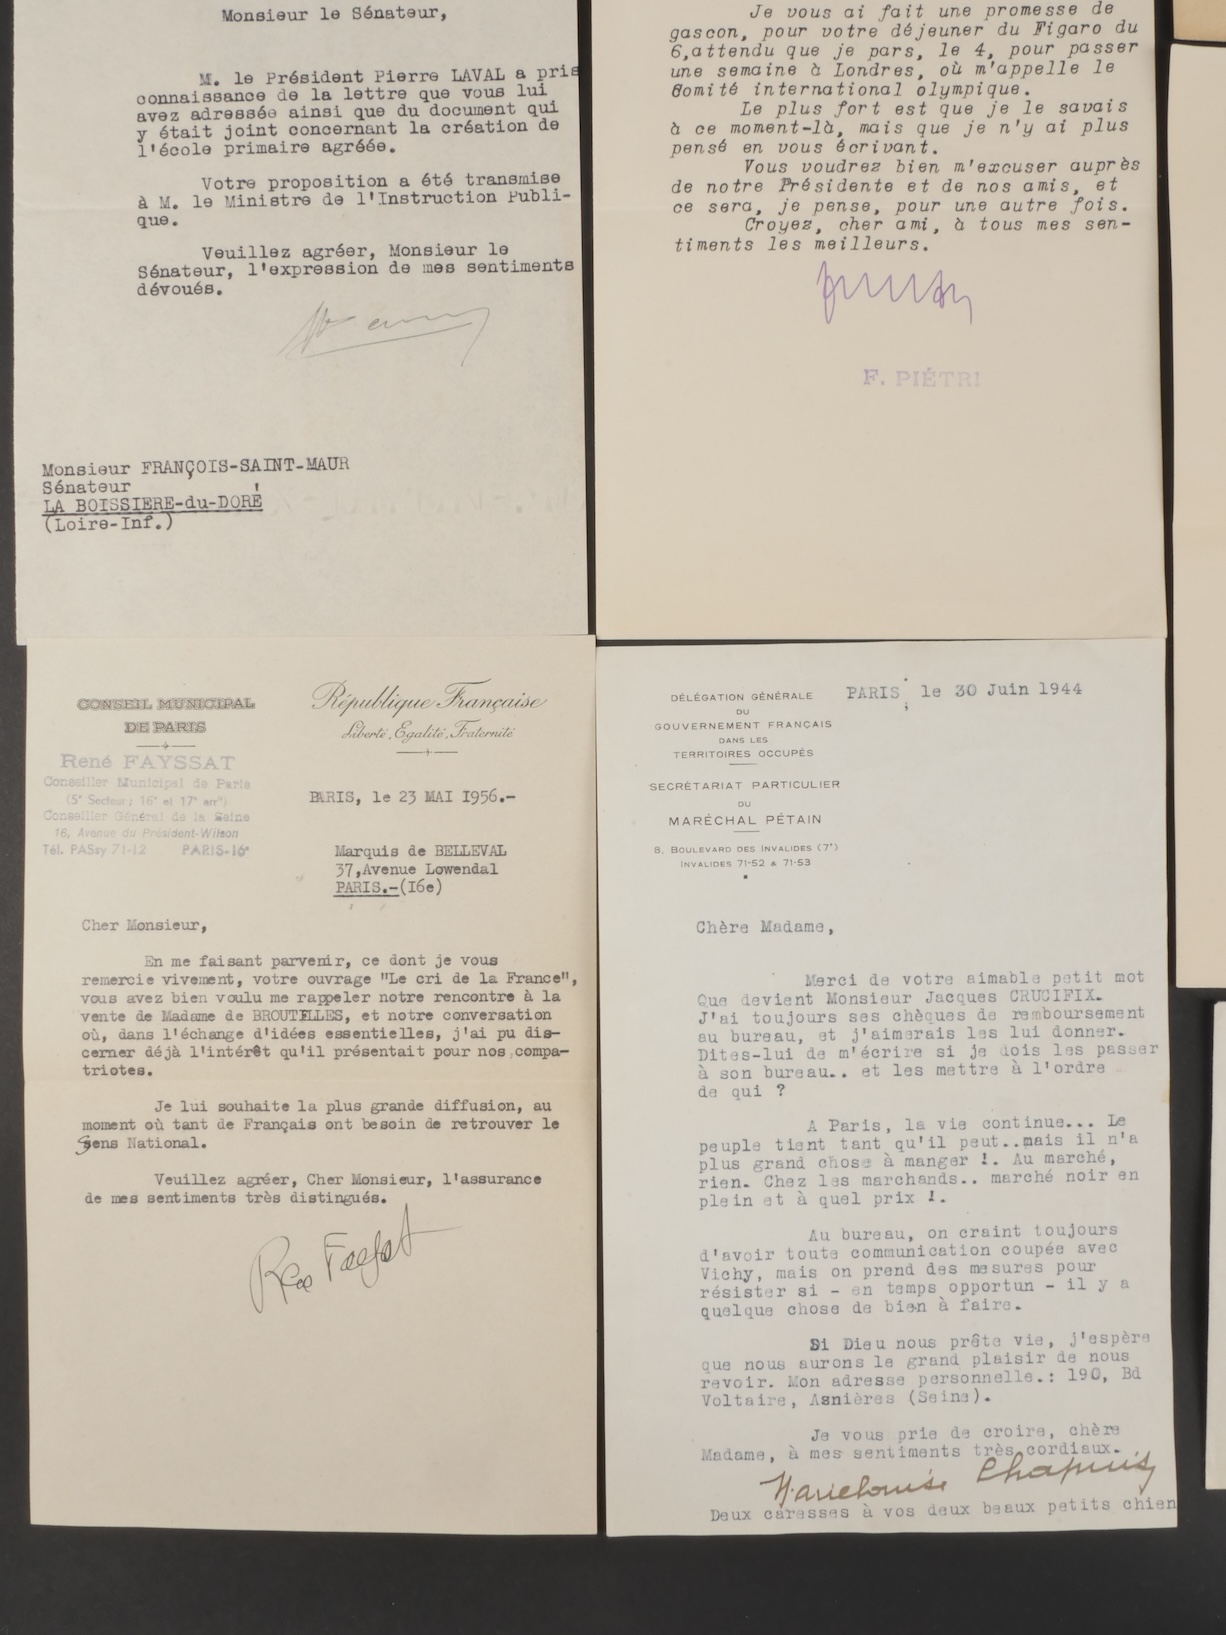 Monsieur le Sénateur,
M. le Président Pierre LAVAL a pris
connaissance de la lettre que vous lui
avez adressée ainsi que du document qui
y était joint concernant la création de
l'école primaire agréée.
Votre proposition a été transmise
à M. le Ministre de l'Instruction Publi-
que.
Veuillez agréer, Monsieur le
Sénateur, l'expression de mes sentiments
dévoués.
Monsieur FRANÇOIS-SAINT-MAUR
Sénateur
LA BOISSIERE-du-DORÉ
(Loire-Inf.)
Je vous ai fait une promesse de
gascon, pour votre déjeuner du Figaro du
6,attendu que je pars, le 4, pour passer
une semaine à Londres, où m'appelle le
Comité international olympique.
Le plus fort est que je le savais
à ce moment-là, mais que je n'y ai plus
pensé en vous écrivant.
Vous voudrez bien m'excuser auprès
de notre Présidente et de nos amis, et
ce sera, je pense, pour une autre fois.
Croyez, cher ami, à tous mes sen-
timents les meilleurs.
F. PIÉTRI
CONSEIL MUNICIPAL
DE PARIS
René FAYSSAT
Conseiller Municipal de Paris
(5e Secteur; 16e et 17e arrts)
Conseiller Général de la Seine
16, Avenue du Président-Wilson
Tél. PASsy 71-12 PARIS-16e
République Française
Liberté, Egalité, Fraternité
PARIS, le 23 MAI 1956.-
Marquis de BELLEVAL
37,Avenue Lowendal
PARIS.-(16e)
Cher Monsieur,
En me faisant parvenir, ce dont je vous
remercie vivement, votre ouvrage "Le cri de la France",
vous avez bien voulu me rappeler notre rencontre à la
vente de Madame de BROUTELLES, et notre conversation
où, dans l'échange d'idées essentielles, j'ai pu dis-
cerner déjà l'intérêt qu'il présentait pour nos compa-
triotes.
Je lui souhaite la plus grande diffusion, au
moment où tant de Français ont besoin de retrouver le
Sens National.
Veuillez agréer, Cher Monsieur, l'assurance
de mes sentiments très distingués.
René Fayssat
DÉLÉGATION GÉNÉRALE
DU
GOUVERNEMENT FRANÇAIS
DANS LES
TERRITOIRES OCCUPÉS
SECRÉTARIAT PARTICULIER
DU
MARÉCHAL PÉTAIN
8, BOULEVARD DES INVALIDES (7e)
INVALIDES 71-52 & 71-53
PARIS le 30 Juin 1944
Chère Madame,
Merci de votre aimable petit mot
Que devient Monsieur Jacques CRUCIFIX.
J'ai toujours ses chèques de remboursement
au bureau, et j'aimerais les lui donner.
Dites-lui de m'écrire si je dois les passer
à son bureau.. et les mettre à l'ordre
de qui ?
A Paris, la vie continue... Le
peuple tient tant qu'il peut..mais il n'a
plus grand chose à manger !. Au marché,
rien. Chez les marchands.. marché noir en
plein et à quel prix !.
Au bureau, on craint toujours
d'avoir toute communication coupée avec
Vichy, mais on prend des mesures pour
résister si - en temps opportun - il y a
quelque chose de bien à faire.
Si Dieu nous prête vie, j'espère
que nous aurons le grand plaisir de nous
revoir. Mon adresse personnelle.: 190, Bd
Voltaire, Asnières (Seine).
Je vous prie de croire, chère
Madame, à mes sentiments très cordiaux.
Marielouise Chapuis
Deux caresses à vos deux beaux petits chien